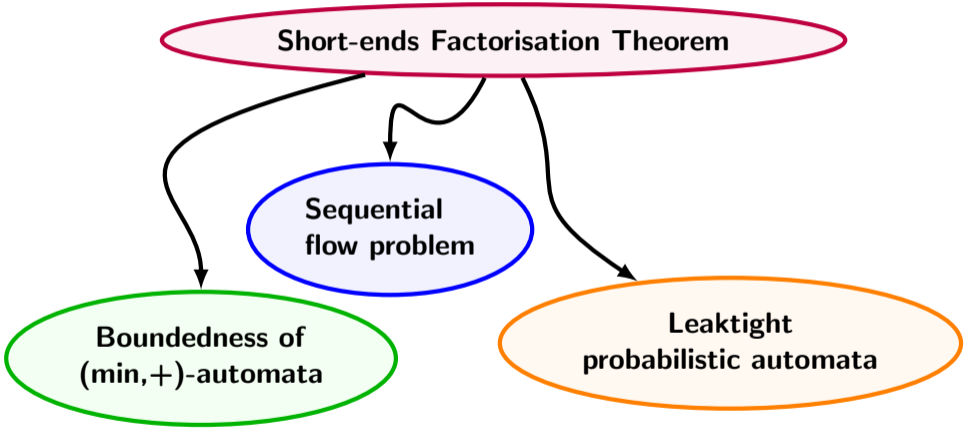 Short-ends Factorisation Theorem
Sequential
flow problem
Boundedness of
(min,+)-automata
Leaktight
probabilistic automata